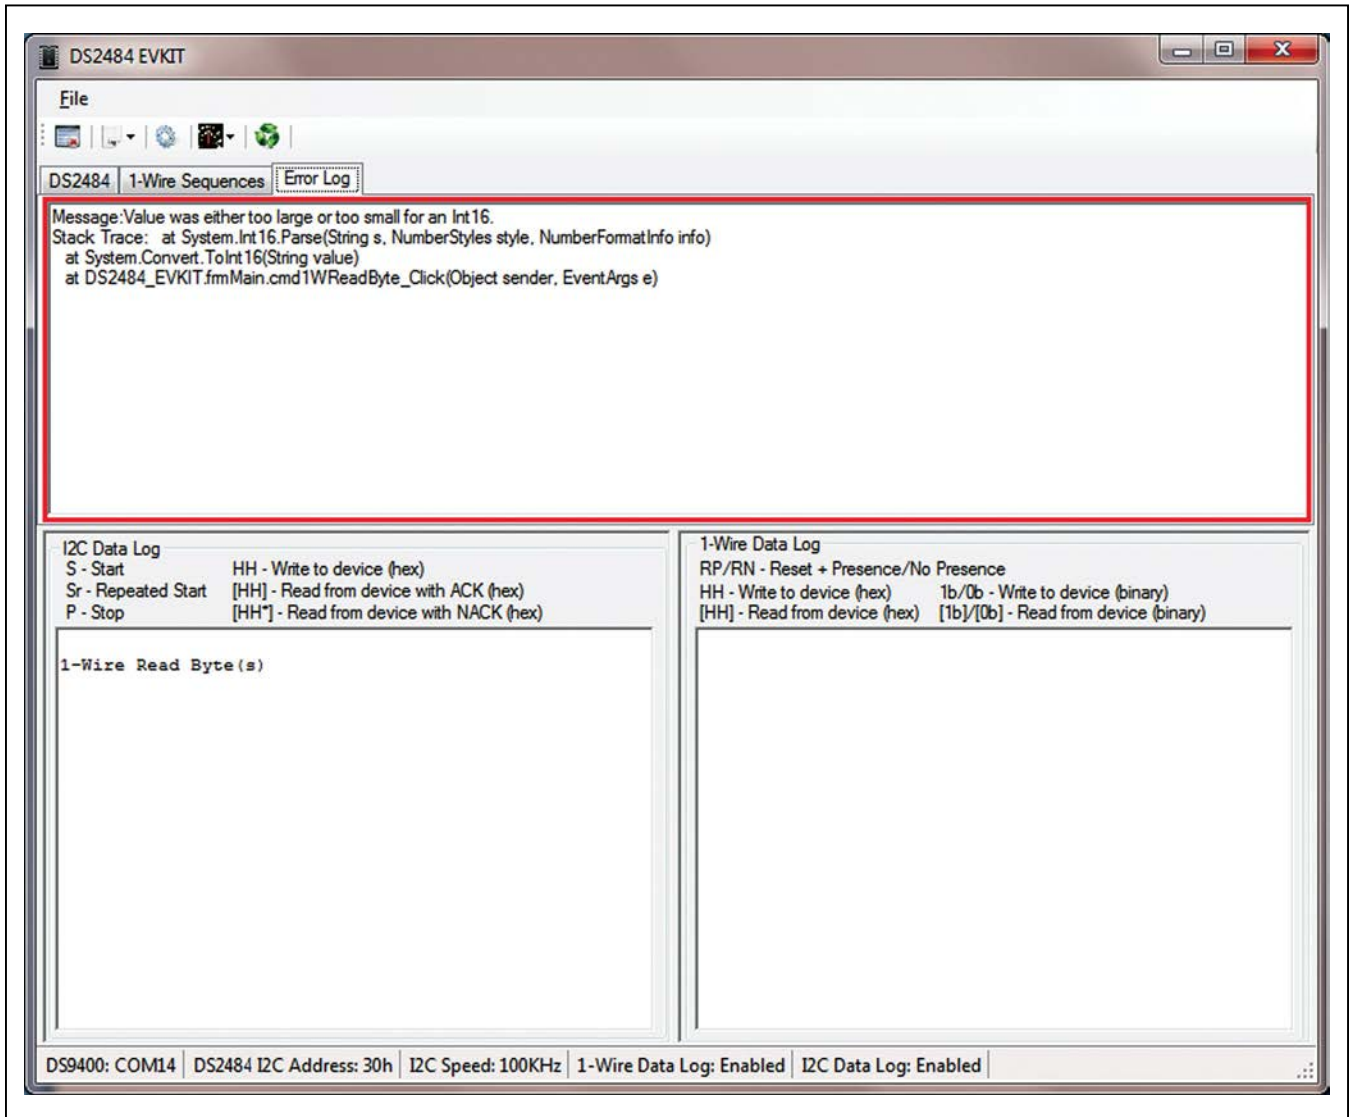 DS2484 EVKIT
File
DS2484 1-Wire Sequences Error Log
Message:Value was either too large or too small for an Int16.
Stack Trace: at System.Int16.Parse(String s, NumberStyles style, NumberFormatInfo info)
at System.Convert.ToInt16(String value)
at DS2484_EVKIT.frmMain.cmd1WReadByte_Click(Object sender, EventArgs e)
I2C Data Log
S - Start HH - Write to device (hex)
Sr - Repeated Start [HH] - Read from device with ACK (hex)
P - Stop [HH*] - Read from device with NACK (hex)
1-Wire Read Byte(s)
1-Wire Data Log
RP/RN - Reset + Presence/No Presence
HH - Write to device (hex) 1b/0b - Write to device (binary)
[HH] - Read from device (hex) [1b]/[0b] - Read from device (binary)
DS9400: COM14 DS2484 I2C Address: 30h I2C Speed: 100KHz 1-Wire Data Log: Enabled I2C Data Log: Enabled